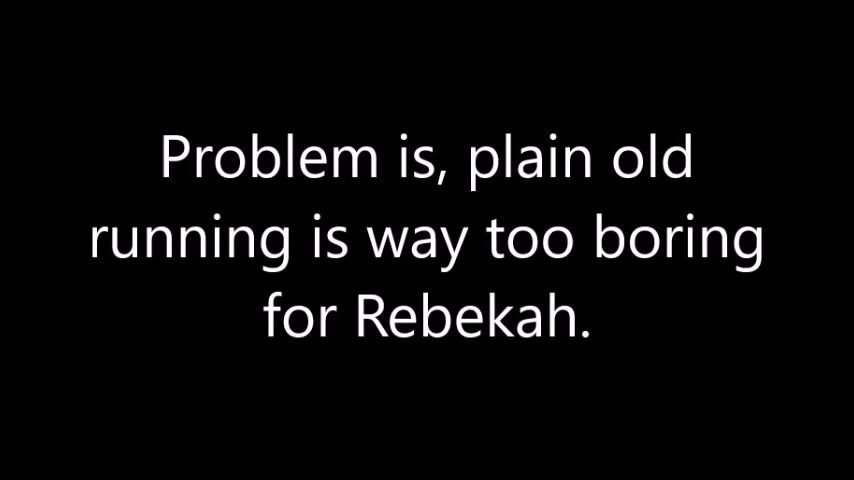 Problem is, plain old
running is way too boring
for Rebekah.